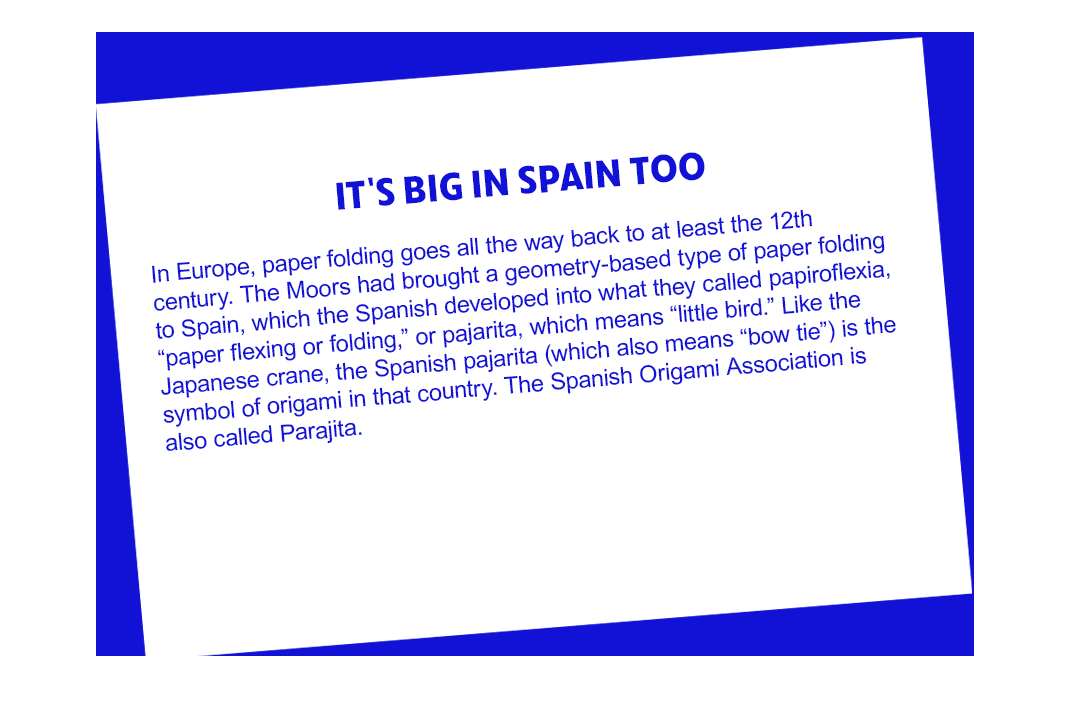 IT'S BIG IN SPAIN TOO
In Europe, paper folding goes all the way back to at least the 12th
century. The Moors had brought a geometry-based type of paper folding
to Spain, which the Spanish developed into what they called papiroflexia,
“paper flexing or folding,” or pajarita, which means “little bird.” Like the
Japanese crane, the Spanish pajarita (which also means “bow tie”) is the
symbol of origami in that country. The Spanish Origami Association is
also called Parajita.